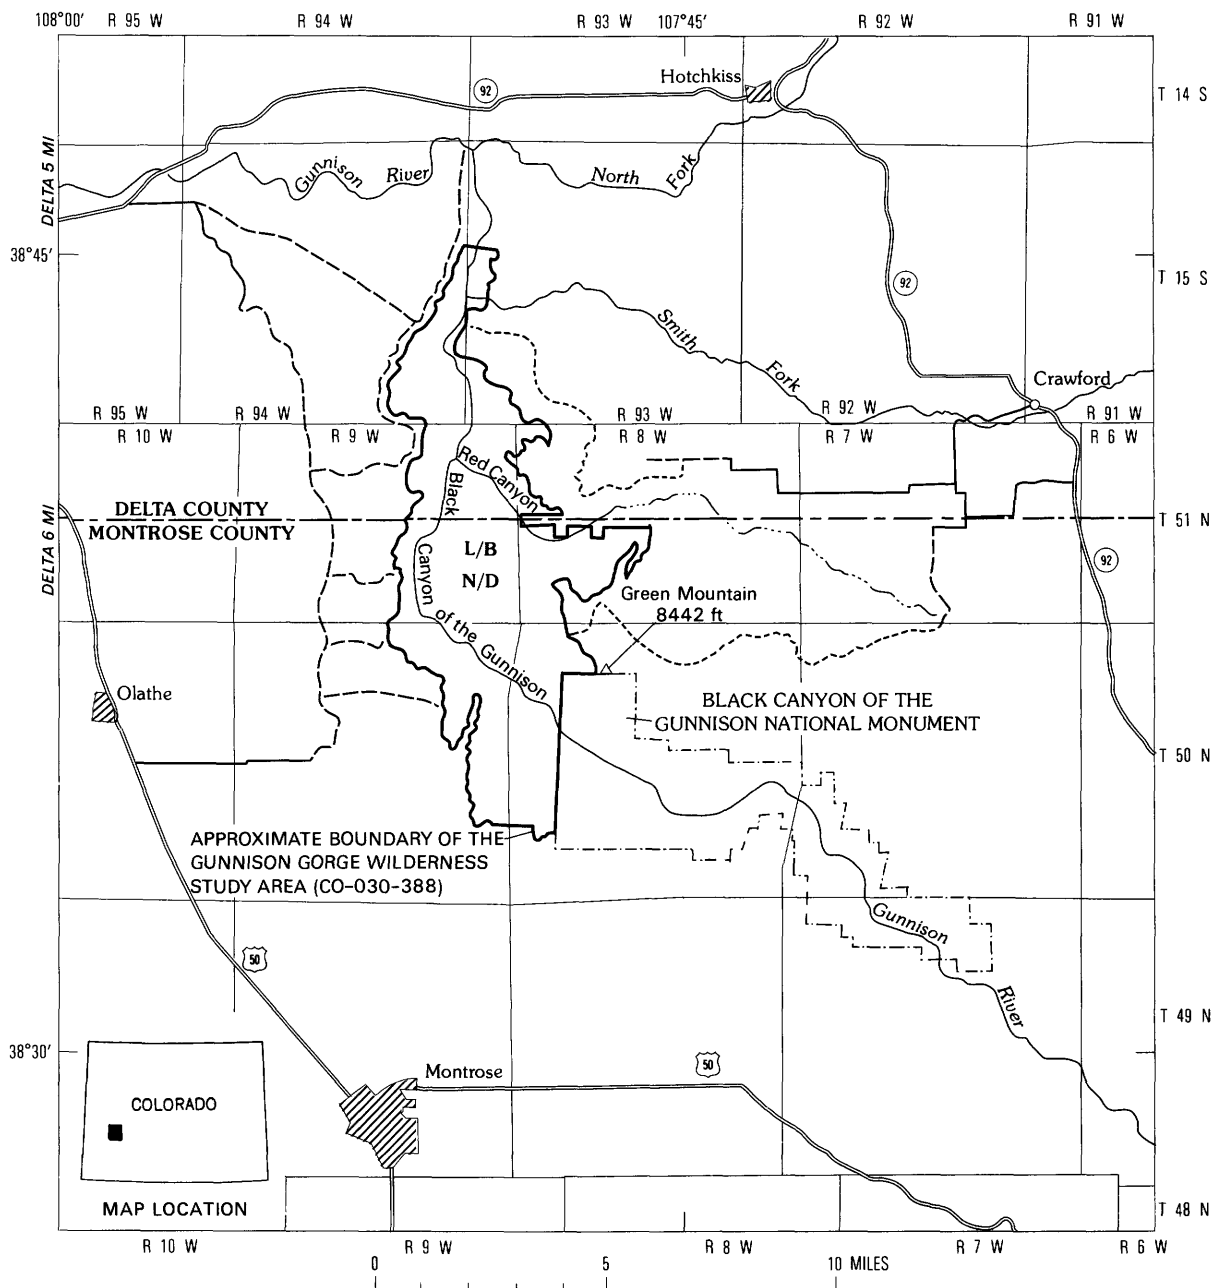 108°00′ R 95 W R 94 W R 93 W 107°45′ R 92 W R 91 W
Hotchkiss
92
T 14 S
DELTA 5 MI
Gunnison River
North Fork
38°45′
T 15 S
92
Smith Fork
Crawford
R 95 W R 94 W R 93 W R 92 W R 91 W
R 10 W R 9 W R 8 W R 7 W R 6 W
Red Canyon
Black Canyon of the Gunnison
DELTA COUNTY
MONTROSE COUNTY
T 51 N
DELTA 6 MI
L/B
N/D
92
Green Mountain
8442 ft
Olathe
BLACK CANYON OF THE
GUNNISON NATIONAL MONUMENT
T 50 N
APPROXIMATE BOUNDARY OF THE
GUNNISON GORGE WILDERNESS
STUDY AREA (CO-030-388)
Gunnison River
50
T 49 N
38°30′
Montrose
50
COLORADO
MAP LOCATION
T 48 N
R 10 W R 9 W R 8 W R 7 W R 6 W
0 5 10 MILES